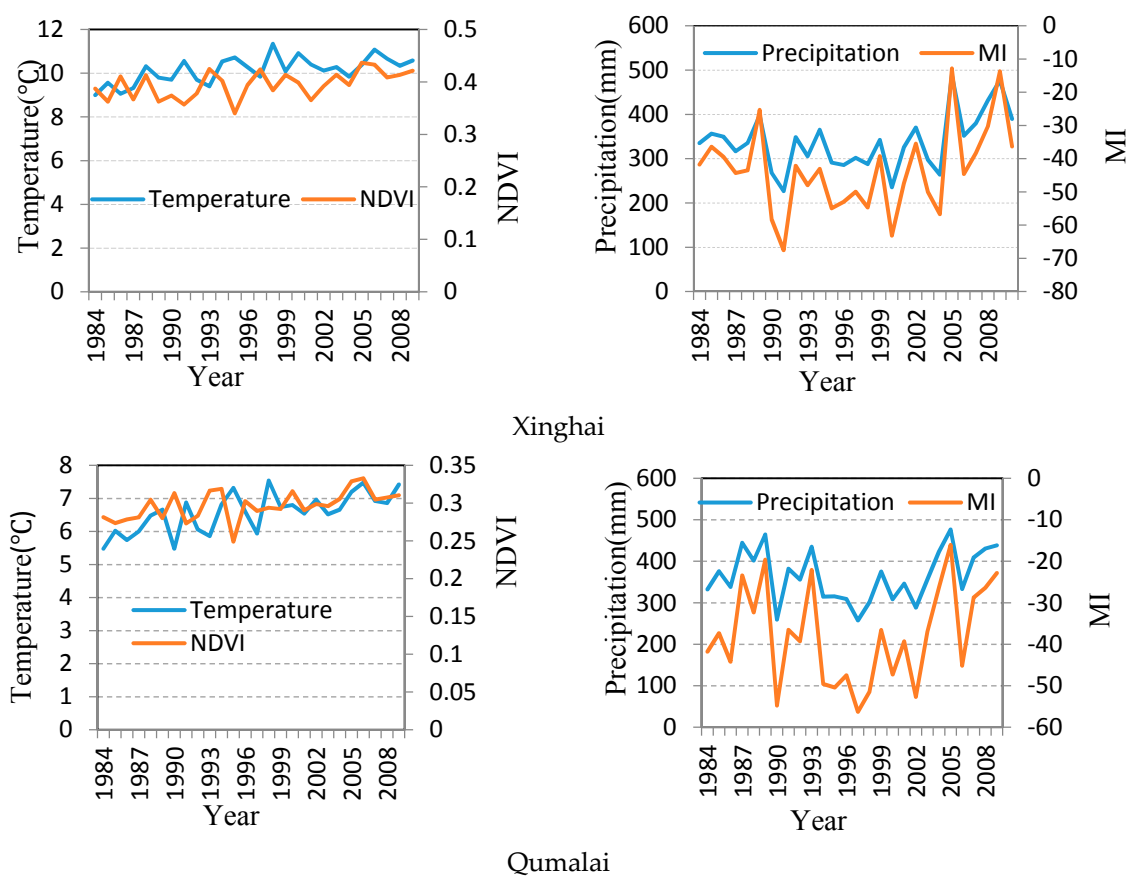 12
10
8
6
4
2
0
Temperature(℃)
0.5
0.4
0.3
0.2
0.1
0
NDVI
Temperature NDVI
1984 1987 1990 1993 1996 1999 2002 2005 2008
Year
600
500
400
300
200
100
0
Precipitation(mm)
0
-10
-20
-30
-40
-50
-60
-70
-80
MI
Precipitation MI
1984 1987 1990 1993 1996 1999 2002 2005 2008
Year
Xinghai
8
7
6
5
4
3
2
1
0
Temperature(℃)
0.35
0.3
0.25
0.2
0.15
0.1
0.05
0
NDVI
Temperature
NDVI
1984 1987 1990 1993 1996 1999 2002 2005 2008
Year
600
500
400
300
200
100
0
Precipitation(mm)
0
-10
-20
-30
-40
-50
-60
MI
Precipitation MI
1984 1987 1990 1993 1996 1999 2002 2005 2008
Year
Qumalai